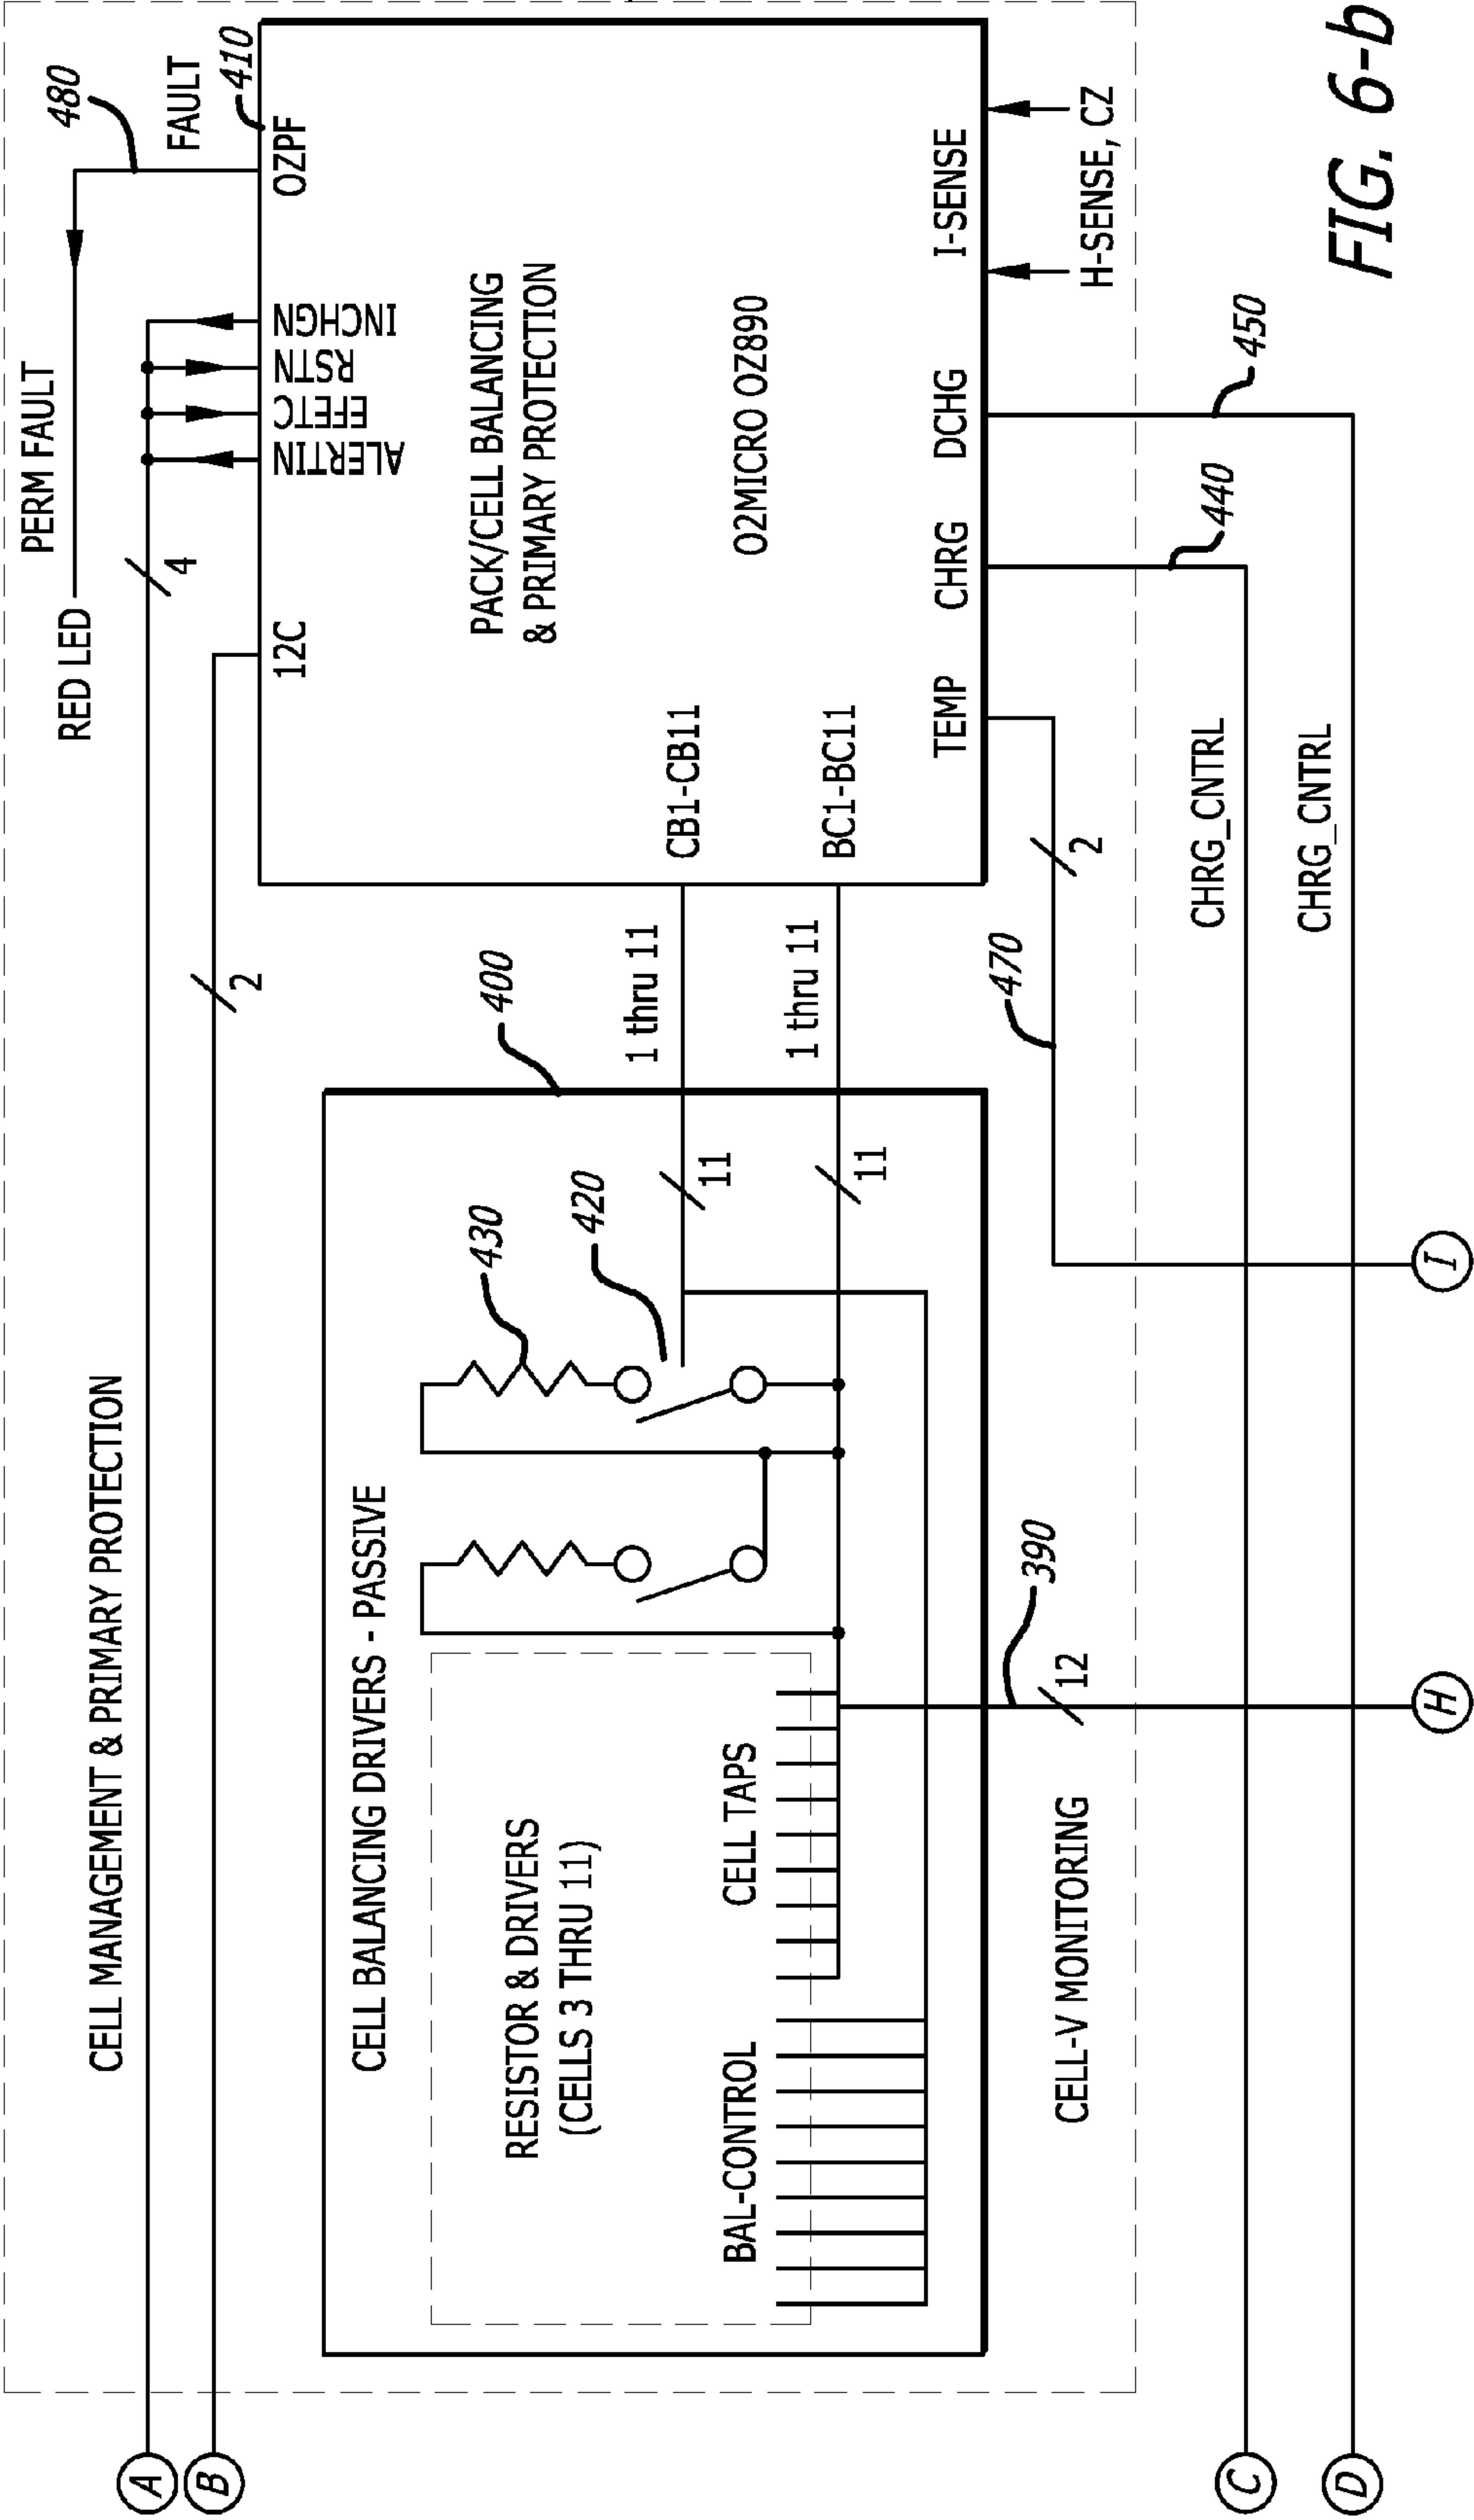 PERM FAULT
480
RED LED
FAULT
410
CELL MANAGEMENT & PRIMARY PROTECTION
A
4
B
2
12C
ALERTIN
EFETC
RSTN
INCHGN
OZPF
CELL BALANCING DRIVERS - PASSIVE
430
400
PACK/CELL BALANCING
& PRIMARY PROTECTION
RESISTOR & DRIVERS
(CELLS 3 THRU 11)
420
1 thru 11
CB1-CB11
11
O2MICRO OZ890
BAL-CONTROL
CELL TAPS
1 thru 11
BC1-BC11
11
TEMP
CHRG
DCHG
I-SENSE
470
390
CELL-V MONITORING
12
2
H-SENSE, CZ
C
CHRG_CNTRL
440
450
D
CHRG_CNTRL
H
I
FIG. 6-b